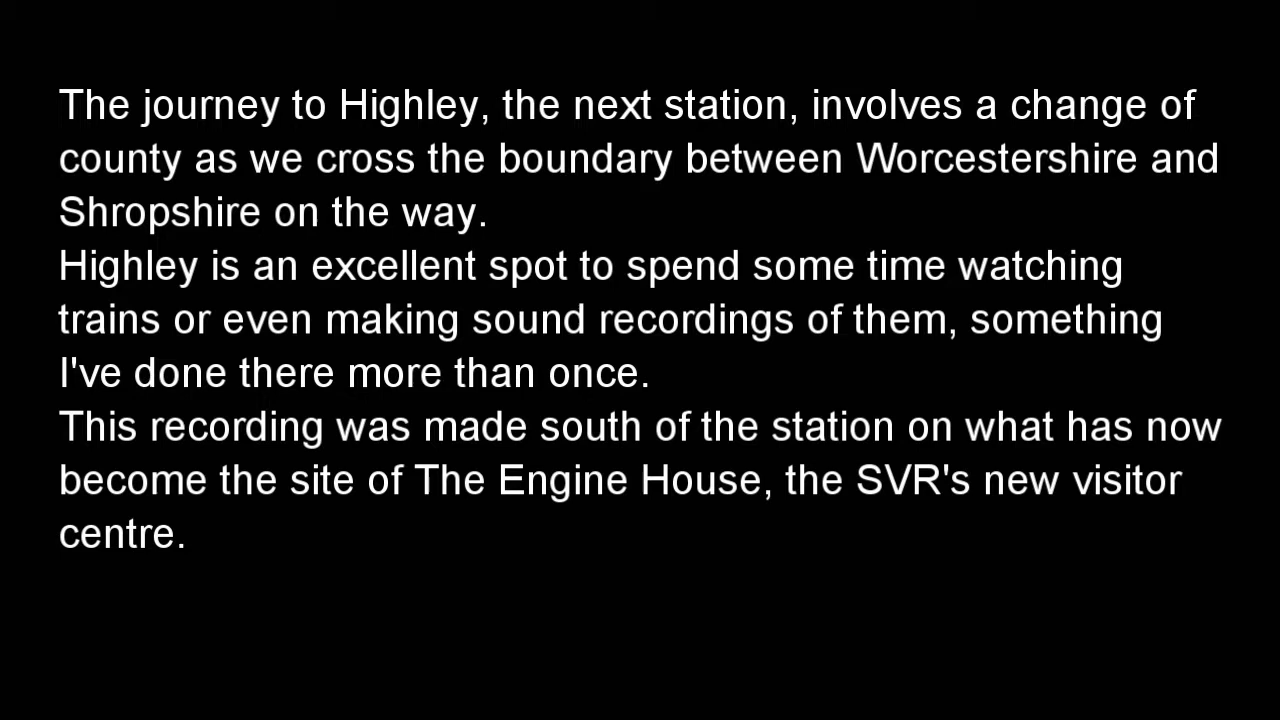 The journey to Highley, the next station, involves a change of
county as we cross the boundary between Worcestershire and
Shropshire on the way.
Highley is an excellent spot to spend some time watching
trains or even making sound recordings of them, something
I've done there more than once.
This recording was made south of the station on what has now
become the site of The Engine House, the SVR's new visitor
centre.